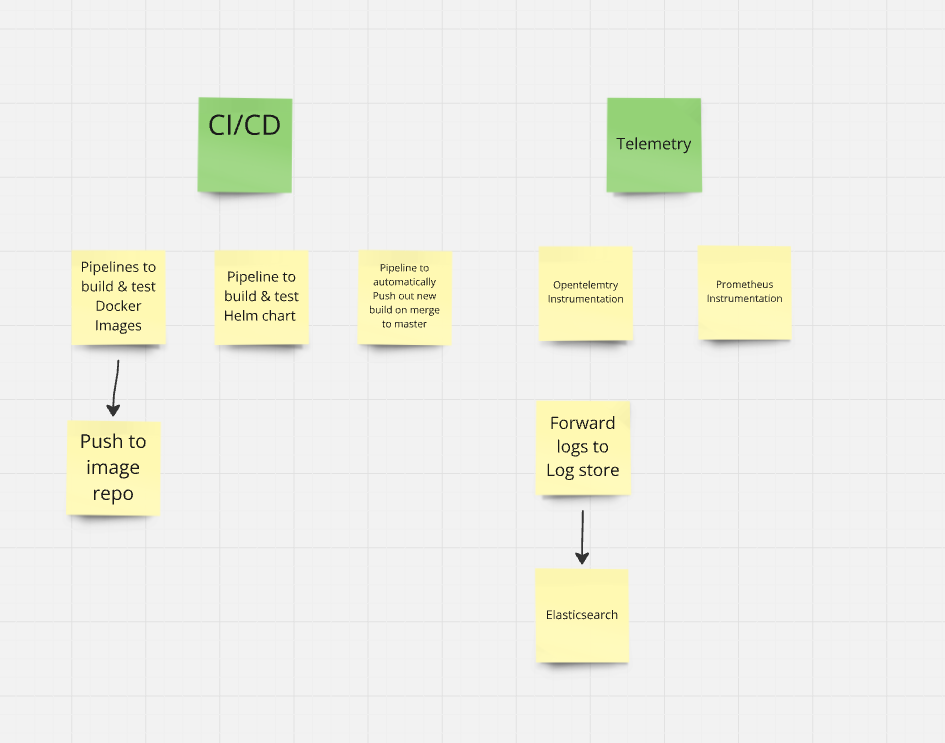 CI/CD
Telemetry
Pipelines to
build & test
Docker
Images
Pipeline to
build & test
Helm chart
Pipeline to
automatically
Push out new
build on merge
to master
Opentelemtry
Instrumentation
Prometheus
Instrumentation
Push to
image
repo
Forward
logs to
Log store
Elasticsearch